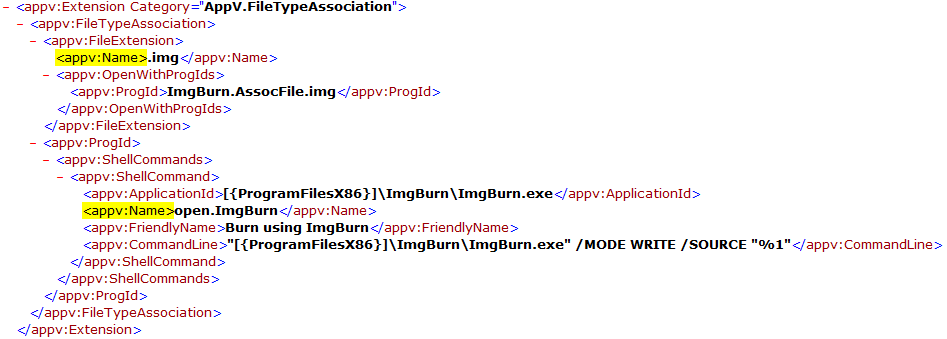 - <appv:Extension Category="AppV.FileTypeAssociation">
- <appv:FileTypeAssociation>
- <appv:FileExtension>
<appv:Name>.img</appv:Name>
- <appv:OpenWithProgIds>
<appv:ProgId>ImgBurn.AssocFile.img</appv:ProgId>
</appv:OpenWithProgIds>
</appv:FileExtension>
- <appv:ProgId>
- <appv:ShellCommands>
- <appv:ShellCommand>
<appv:ApplicationId>[{ProgramFilesX86}]\ImgBurn\ImgBurn.exe</appv:ApplicationId>
<appv:Name>open.ImgBurn</appv:Name>
<appv:FriendlyName>Burn using ImgBurn</appv:FriendlyName>
<appv:CommandLine>"[{ProgramFilesX86}]\ImgBurn\ImgBurn.exe" /MODE WRITE /SOURCE "%1"</appv:CommandLine>
</appv:ShellCommand>
</appv:ShellCommands>
</appv:ProgId>
</appv:FileTypeAssociation>
</appv:Extension>